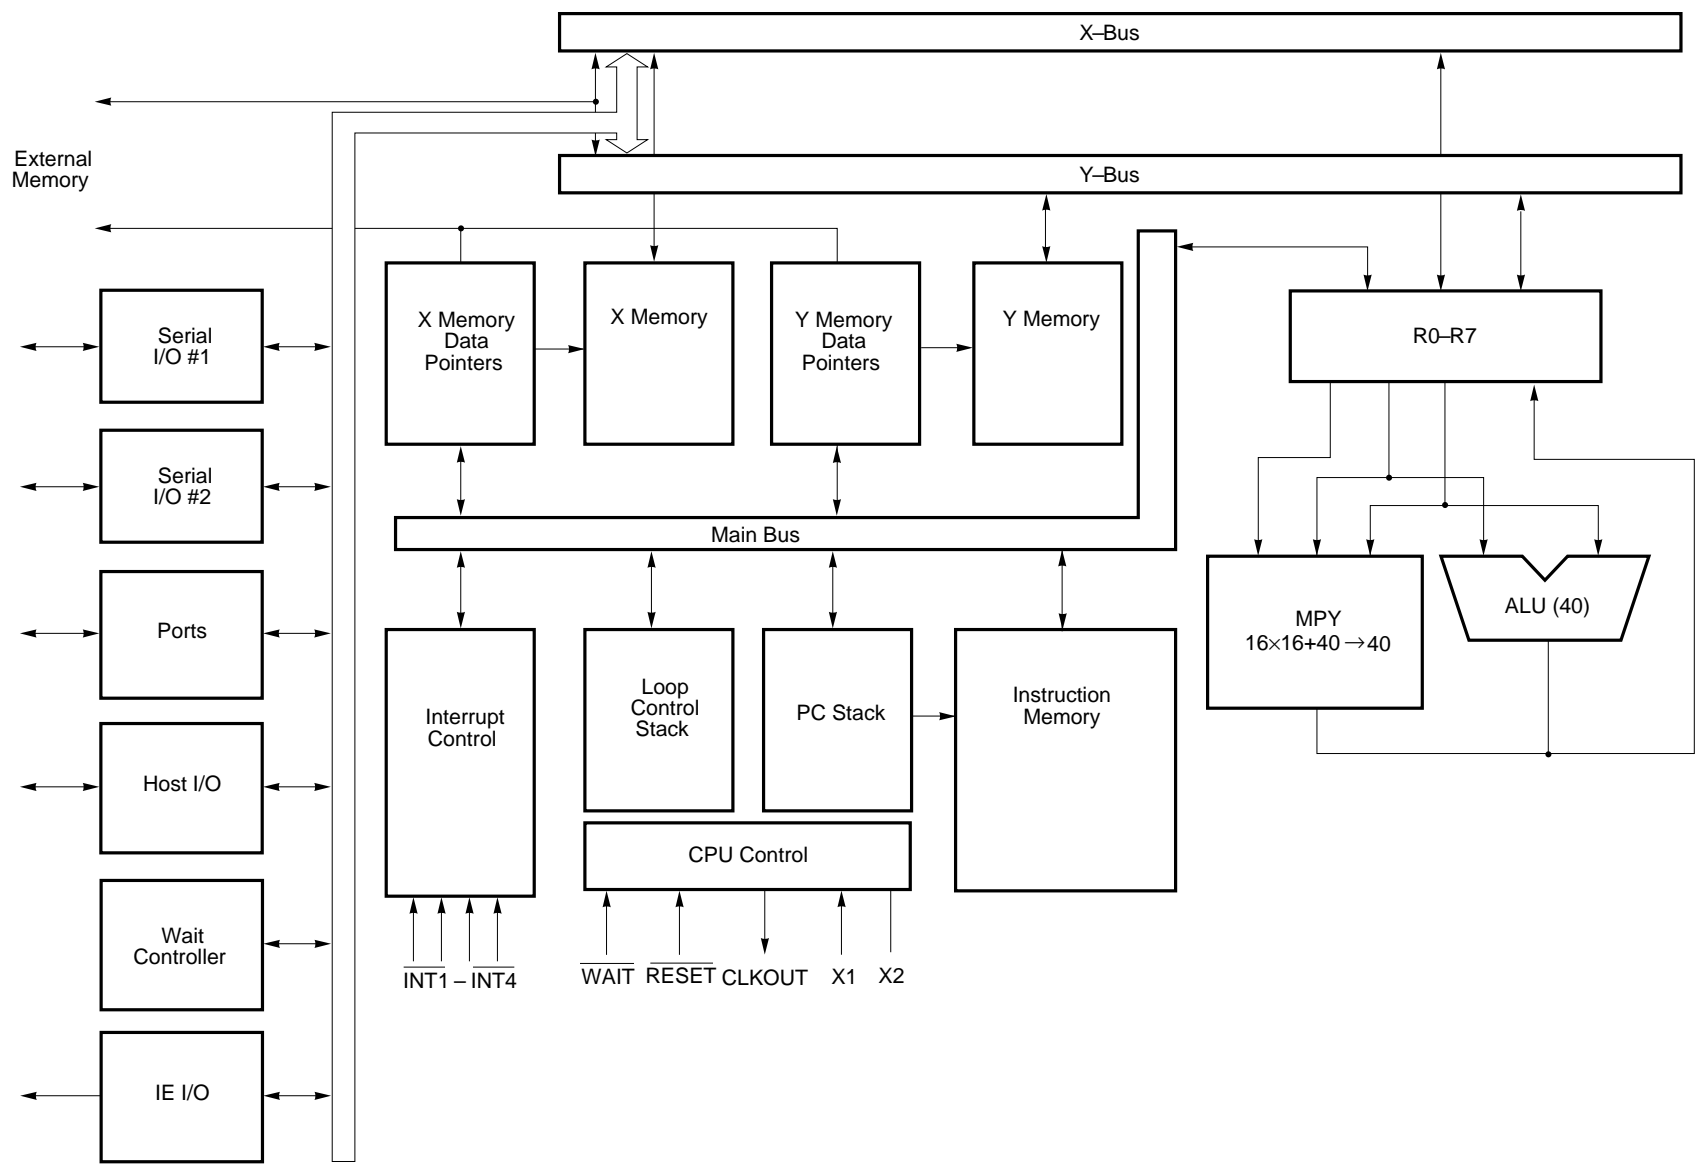 X–Bus
External
Memory
Y–Bus
X Memory
Data
Pointers
X Memory
Y Memory
Data
Pointers
Y Memory
R0–R7
Serial
I/O #1
Serial
I/O #2
Main Bus
Ports
MPY
16×16+40→40
ALU (40)
Interrupt
Control
Loop
Control
Stack
PC Stack
Instruction
Memory
Host I/O
CPU Control
Wait
Controller
INT1 – INT4
WAIT
RESET
CLKOUT
X1
X2
IE I/O